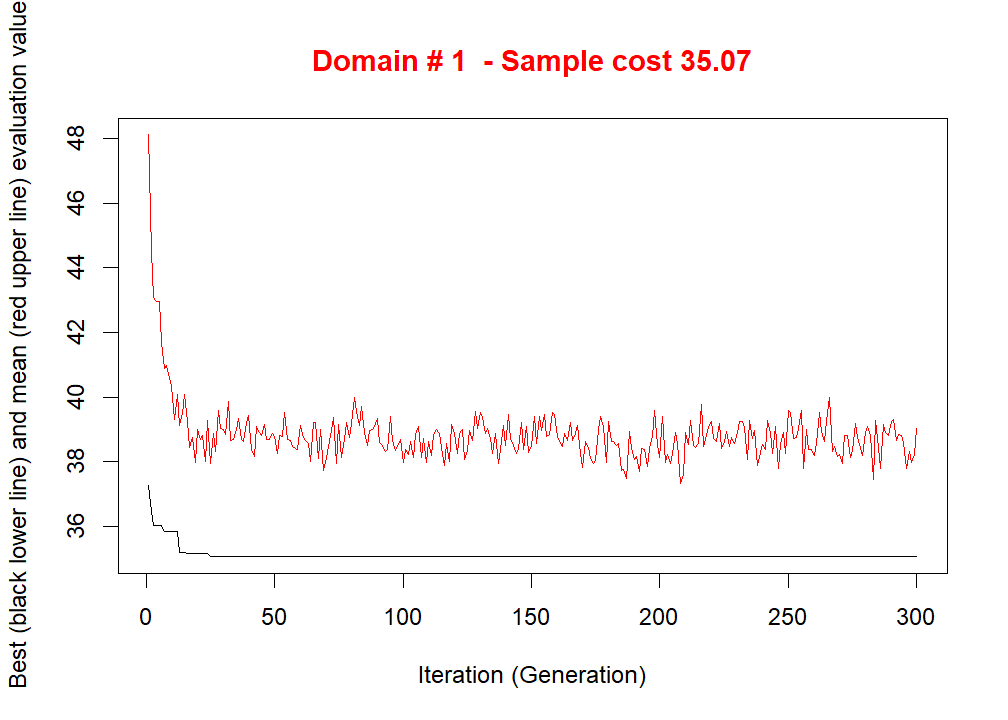 Domain # 1  - Sample cost 35.07
Best (black lower line) and mean (red upper line) evaluation value
48
46
44
42
40
38
36
0 50 100 150 200 250 300
Iteration (Generation)